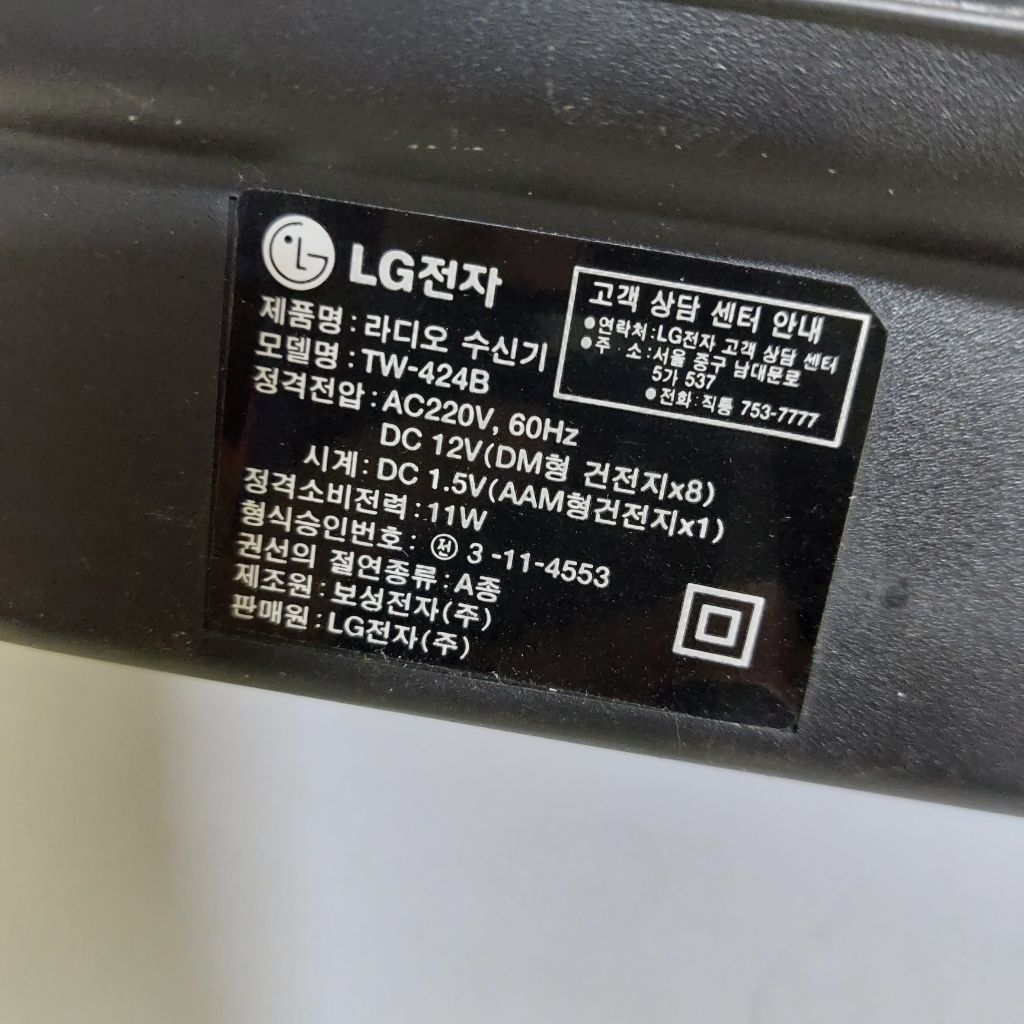 LG전자
제품명 : 라디오 수신기
모델명 : TW-424B
정격전압 : AC220V, 60Hz
DC 12V(DM형 건전지x8)
시계 : DC 1.5V(AAM형건전지x1)
정격소비전력 : 11W
형식승인번호 : ㊉전 3-11-4553
권선의 절연종류 : A종
제조원 : 보성전자(주)
판매원 : LG전자(주)
고객 상담 센터 안내
●연락처 : LG전자 고객 상담 센터
●주 소 : 서울 중구 남대문로
5가 537
●전화 : 직통 753-7777